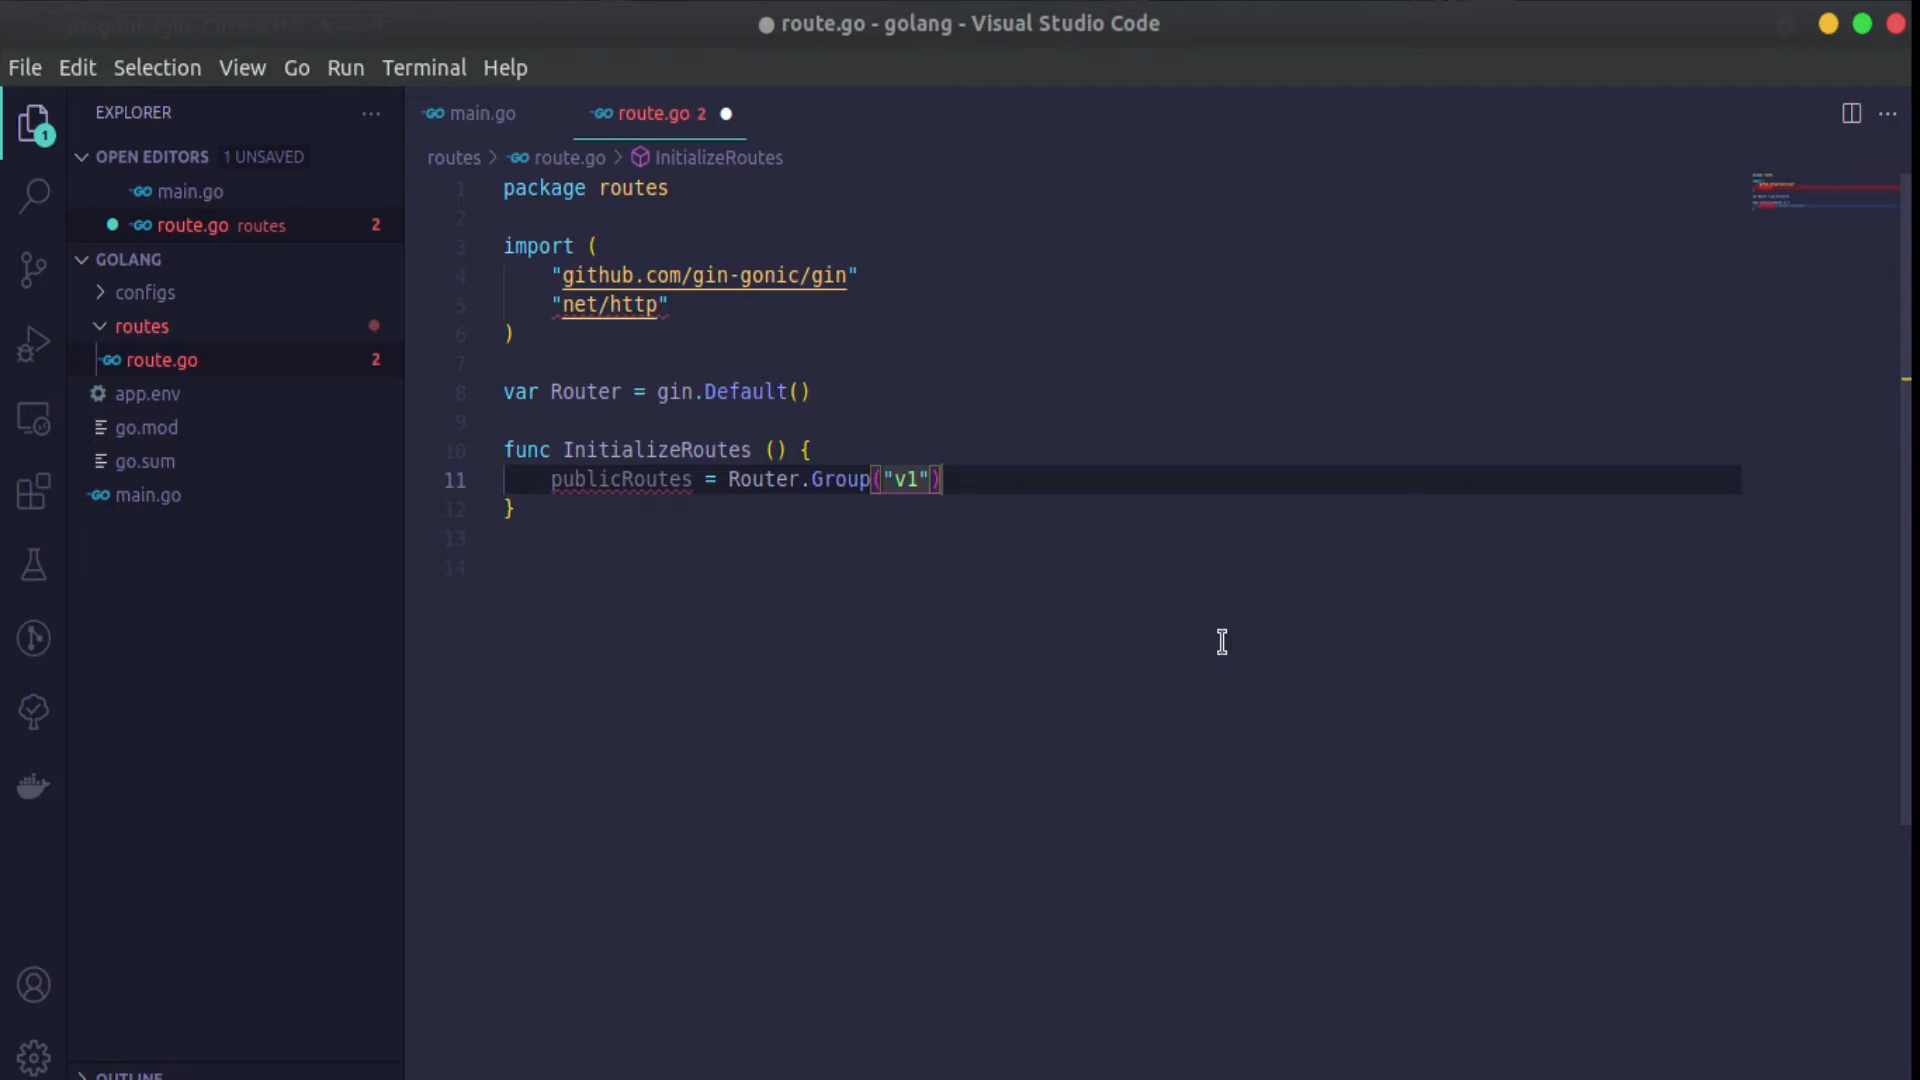 route.go - golang - Visual Studio Code
File Edit Selection View Go Run Terminal Help
1
EXPLORER
OPEN EDITORS 1 UNSAVED
main.go
route.go routes 2
GOLANG
configs
routes
route.go 2
app.env
go.mod
go.sum
main.go
OUTLINE
main.go route.go 2
routes > route.go > InitializeRoutes
1 package routes
2
3 import (
4 "github.com/gin-gonic/gin"
5 "net/http"
6 )
7
8 var Router = gin.Default()
9
10 func InitializeRoutes () {
11 publicRoutes = Router.Group("v1")
12 }
13
14